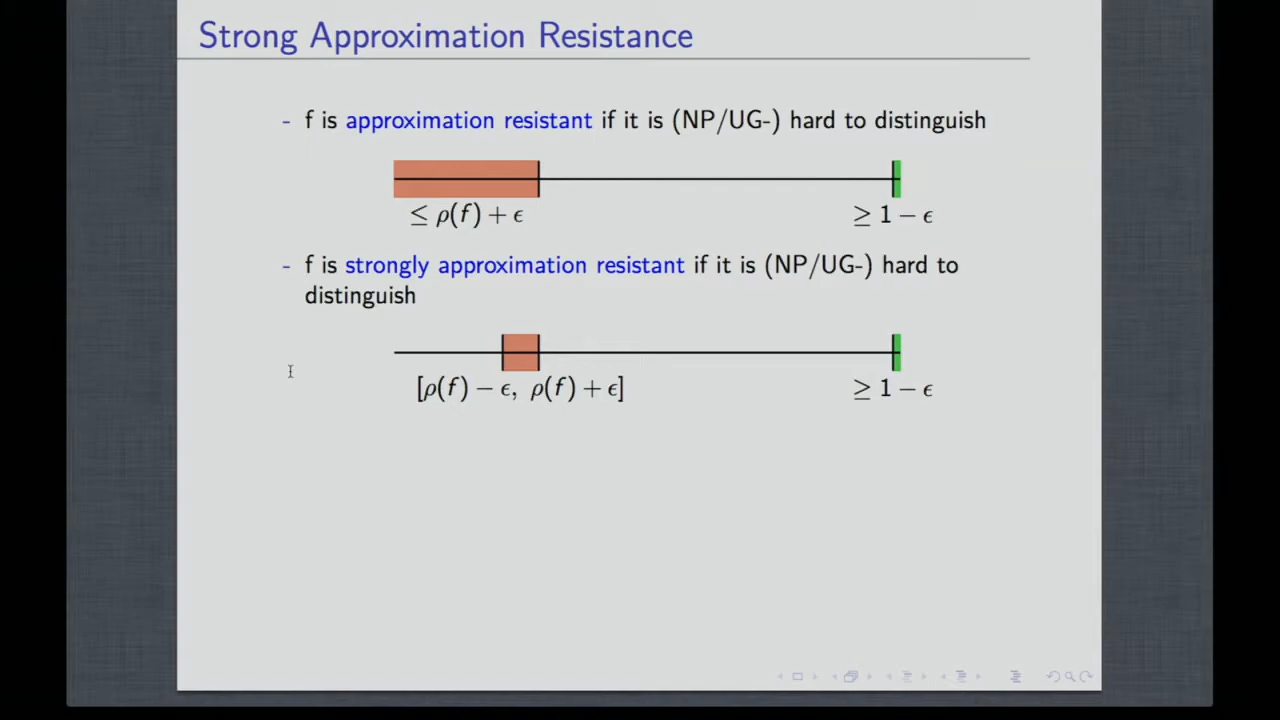 Strong Approximation Resistance
- f is approximation resistant if it is (NP/UG-) hard to distinguish
≤ ρ(f) + ϵ ≥ 1 − ϵ
- f is strongly approximation resistant if it is (NP/UG-) hard to
distinguish
[ρ(f) − ϵ, ρ(f) + ϵ] ≥ 1 − ϵ